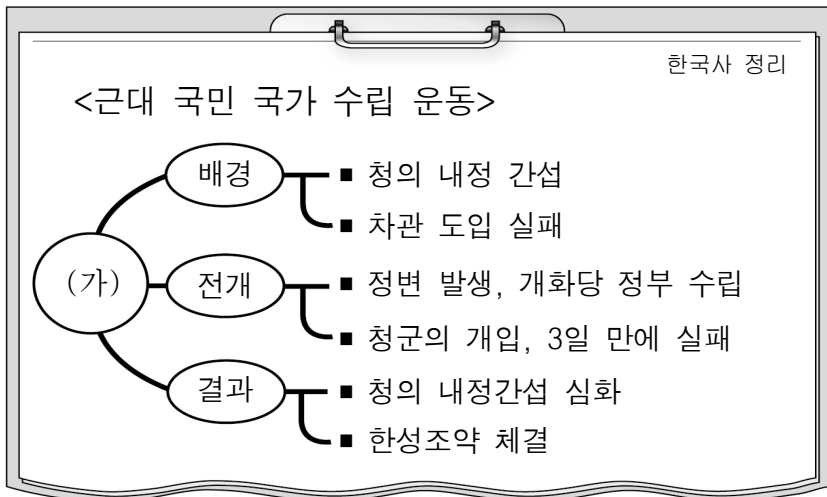 한국사 정리
<근대 국민 국가 수립 운동>
배경
■ 청의 내정 간섭
■ 차관 도입 실패
(가)
전개
■ 정변 발생, 개화당 정부 수립
■ 청군의 개입, 3일 만에 실패
결과
■ 청의 내정간섭 심화
■ 한성조약 체결